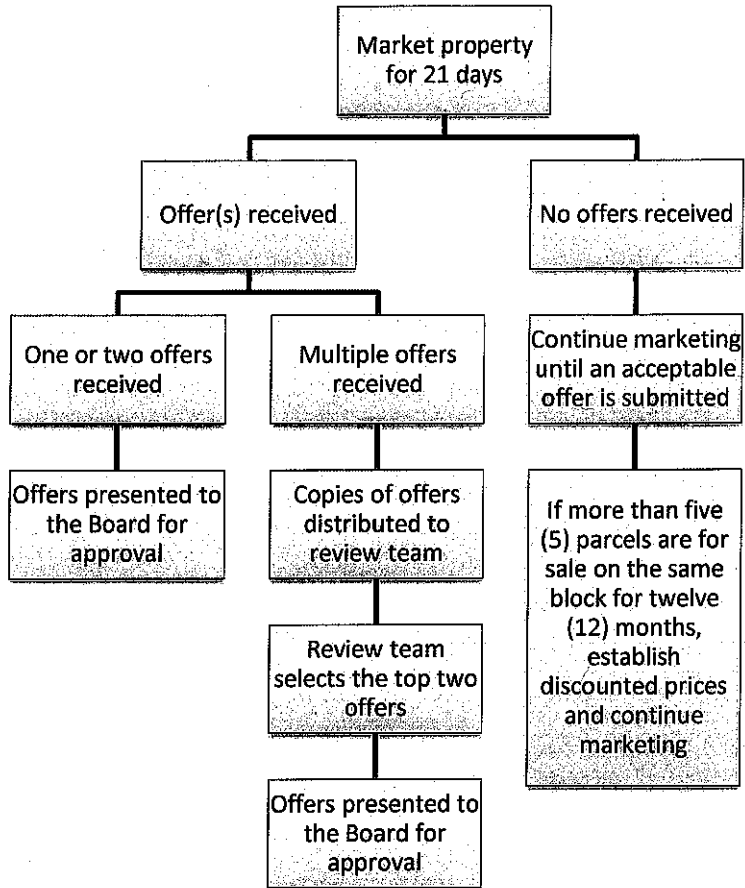 Market property
for 21 days
Offer(s) received
No offers received
One or two offers
received
Multiple offers
received
Continue marketing
until an acceptable
offer is submitted
Offers presented to
the Board for
approval
Copies of offers
distributed to
review team
If more than five
(5) parcels are for
sale on the same
block for twelve
(12) months,
establish
discounted prices
and continue
marketing
Review team
selects the top two
offers
Offers presented to
the Board for
approval